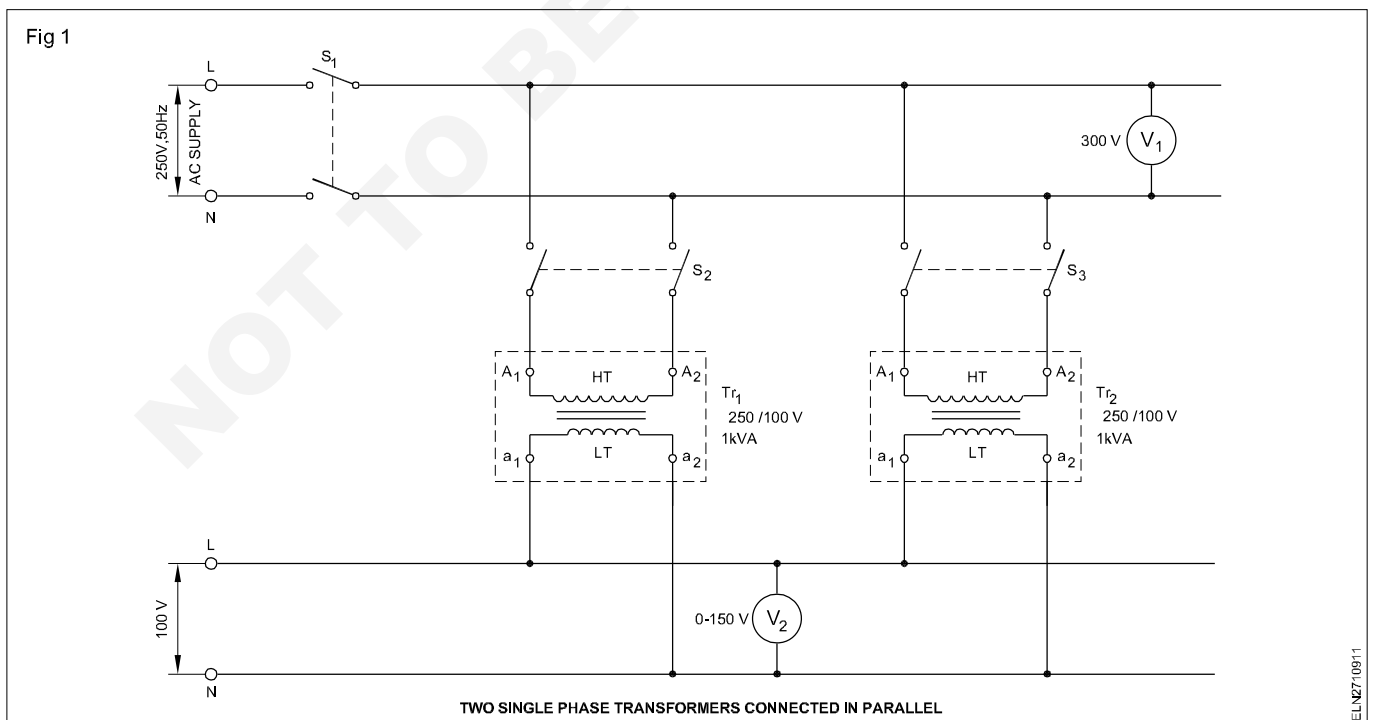 Fig 1
L
S1
250V,50Hz
AC SUPPLY
N
300 V
V1
S2
S3
A1
HT
A2
Tr1
250 /100 V
1kVA
a1
LT
a2
A1
HT
A2
Tr2
250 /100 V
1kVA
a1
LT
a2
L
100 V
0-150 V
V2
N
TWO SINGLE PHASE TRANSFORMERS CONNECTED IN PARALLEL
ELN2710911
NOT TO BE